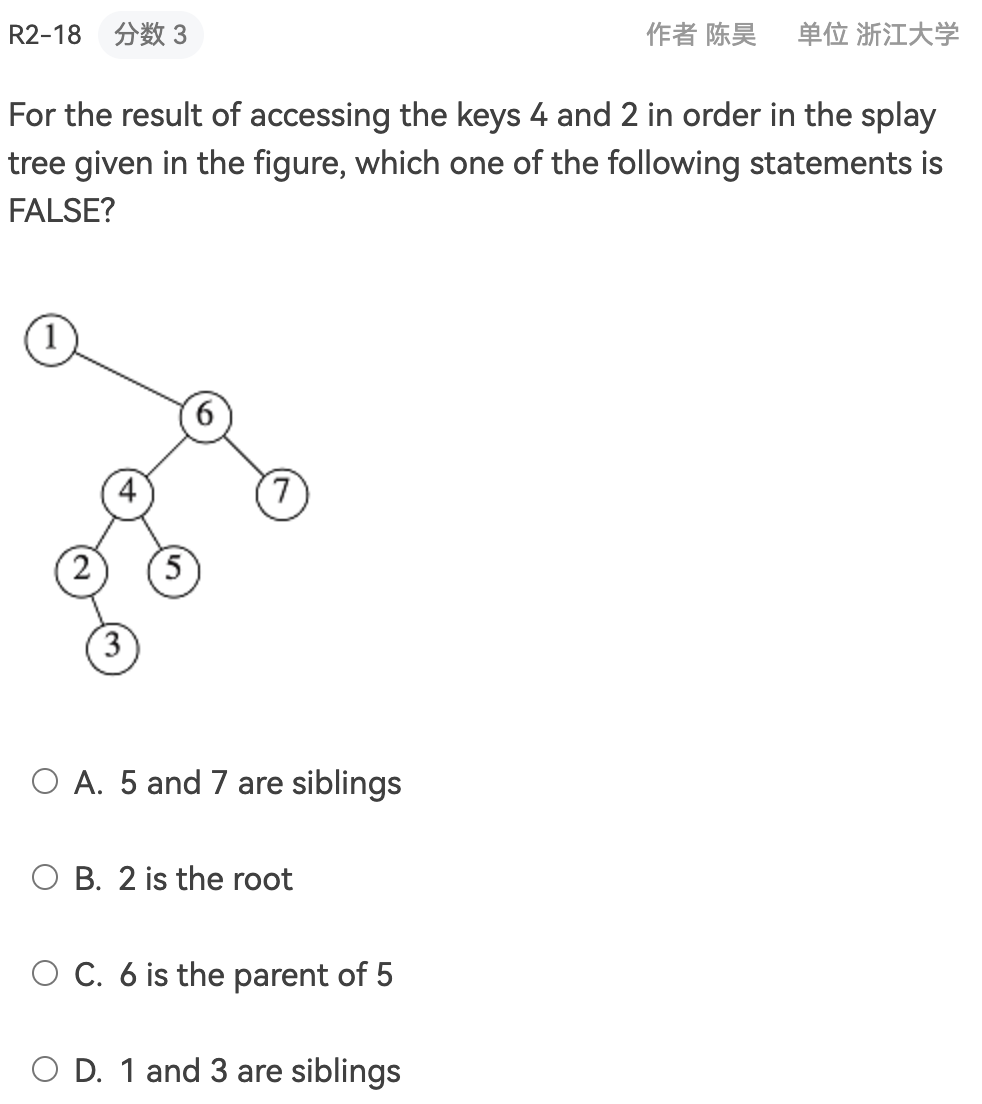 R2-18 分数 3 作者 陈昊 单位 浙江大学
For the result of accessing the keys 4 and 2 in order in the splay
tree given in the figure, which one of the following statements is
FALSE?
1
6
4 7
2 5
3
A. 5 and 7 are siblings
B. 2 is the root
C. 6 is the parent of 5
D. 1 and 3 are siblings